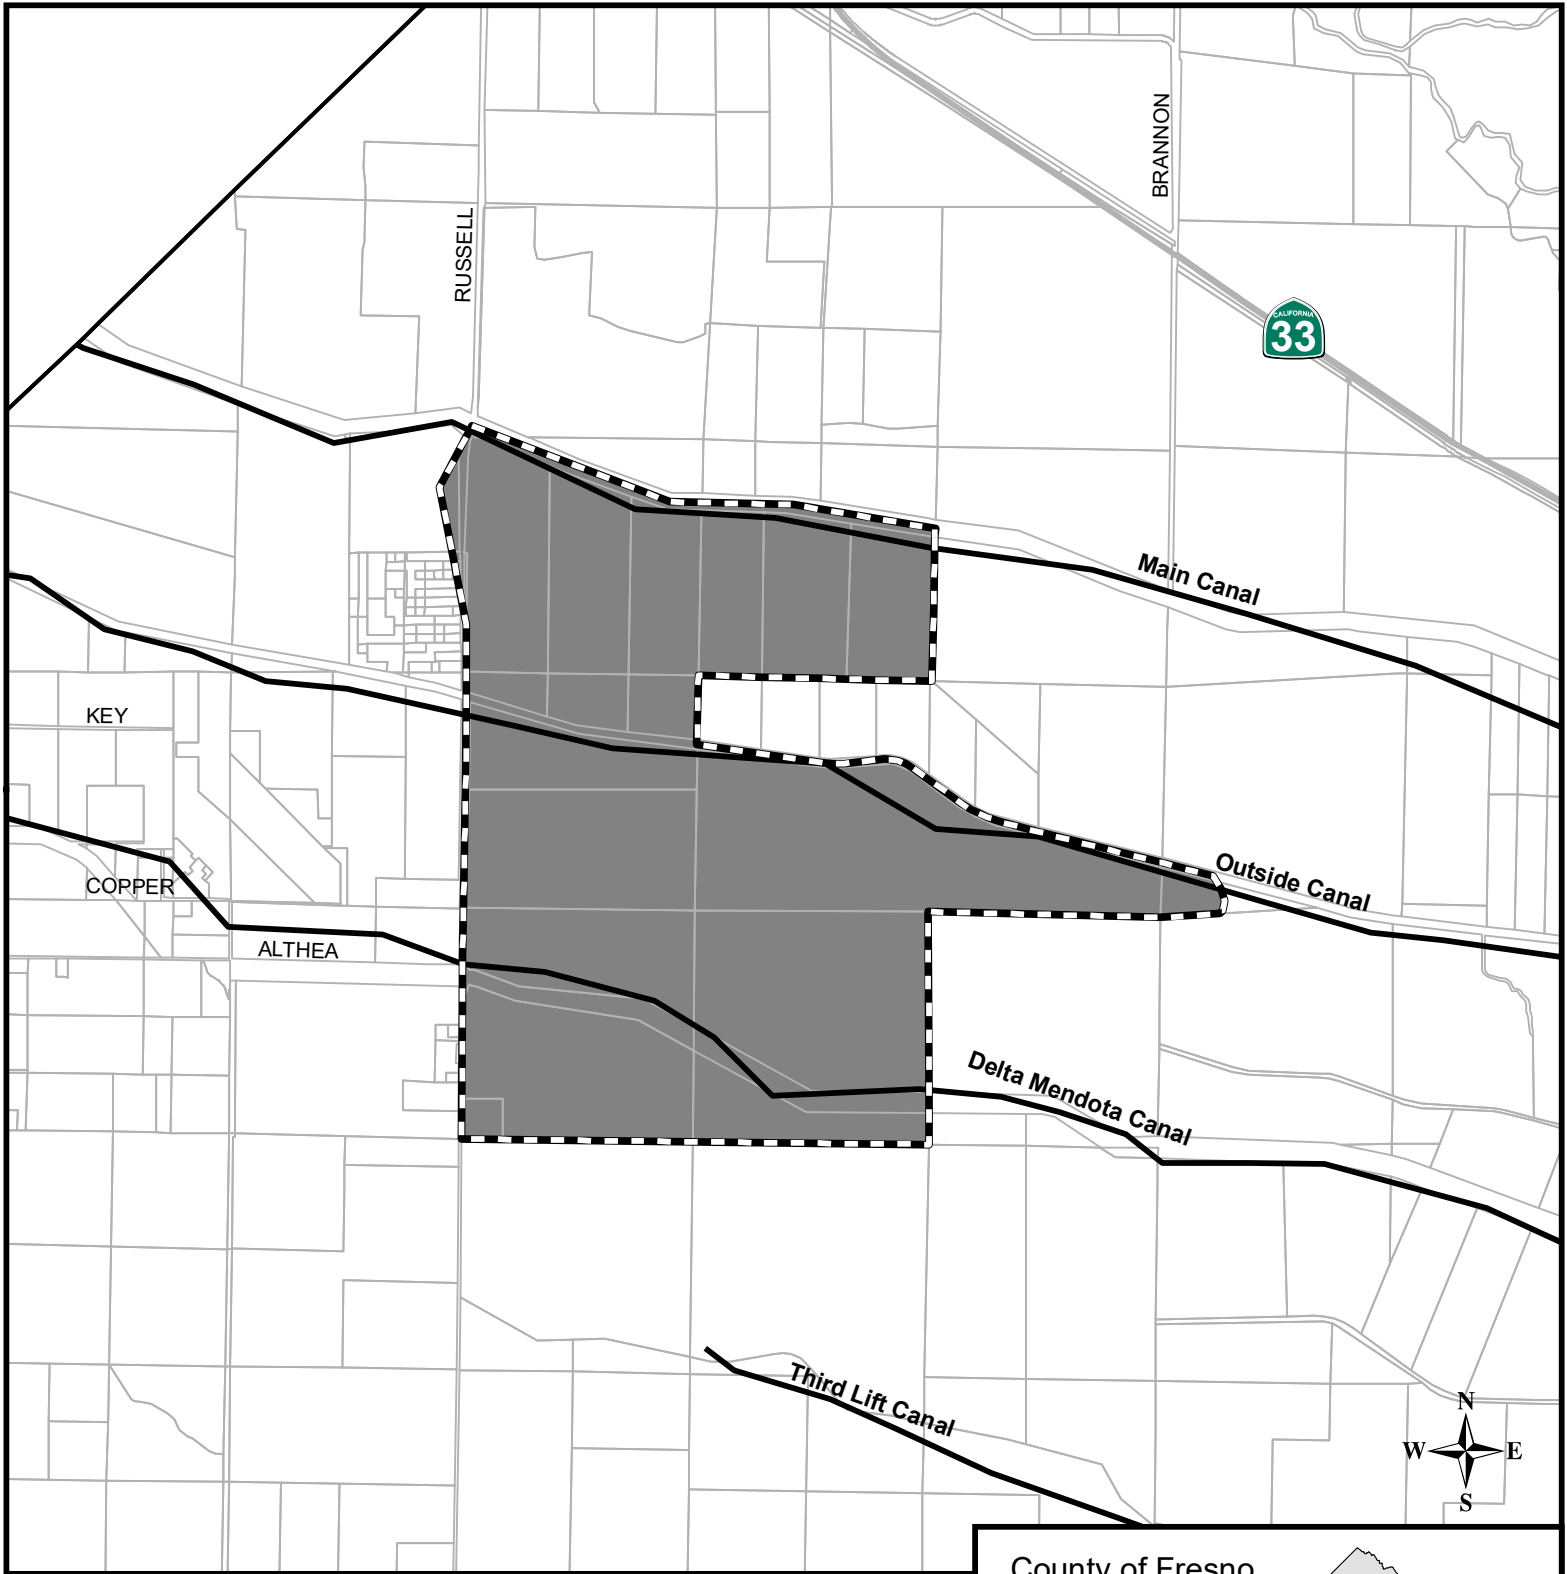 BRANNON
RUSSELL
CALIFORNIA
33
Main Canal
KEY
Outside Canal
COPPER
ALTHEA
Delta Mendota Canal
Third Lift Canal
N
W E
S
County of Fresno